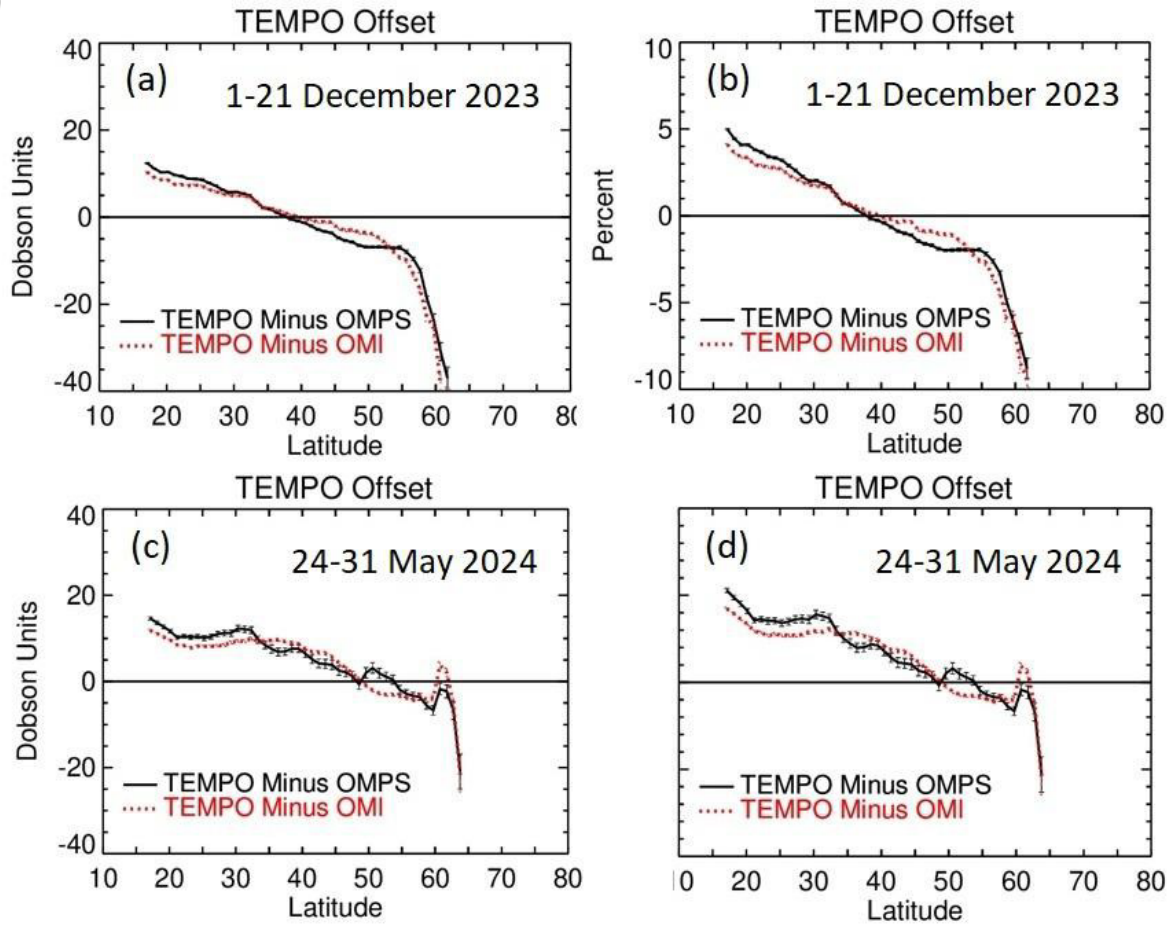 TEMPO Offset
(a)
1-21 December 2023
40
20
0
-20
-40
Dobson Units
TEMPO Minus OMPS
TEMPO Minus OMI
10 20 30 40 50 60 70
Latitude
TEMPO Offset
(b)
1-21 December 2023
10
5
0
-5
-10
Percent
TEMPO Minus OMPS
TEMPO Minus OMI
10 20 30 40 50 60 70 80
Latitude
TEMPO Offset
(c)
24-31 May 2024
40
20
0
-20
-40
Dobson Units
TEMPO Minus OMPS
TEMPO Minus OMI
10 20 30 40 50 60 70 80
Latitude
TEMPO Offset
(d)
24-31 May 2024
TEMPO Minus OMPS
TEMPO Minus OMI
20 30 40 50 60 70 80
Latitude